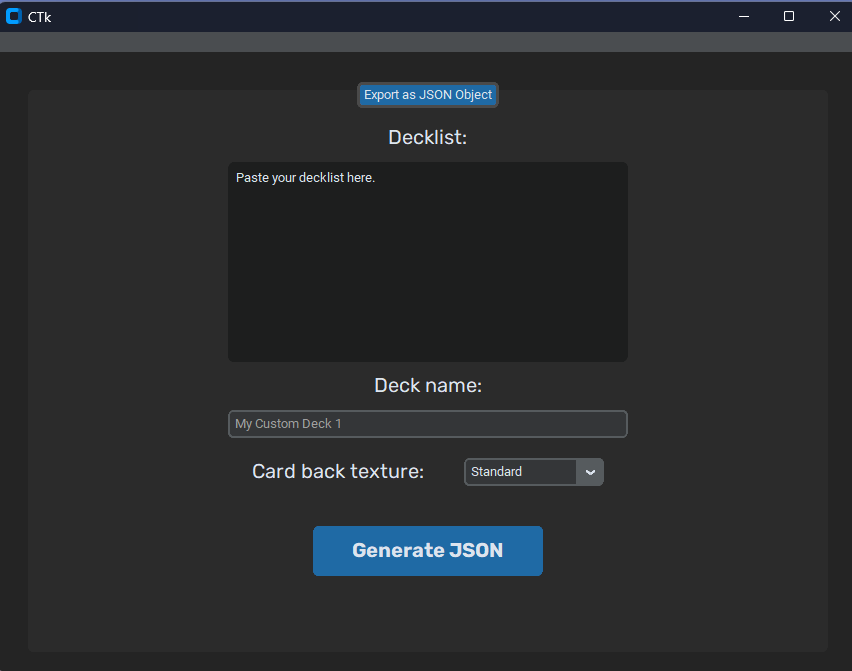 CTk
Export as JSON Object
Decklist:
Paste your decklist here.
Deck name:
My Custom Deck 1
Card back texture:
Standard
Generate JSON